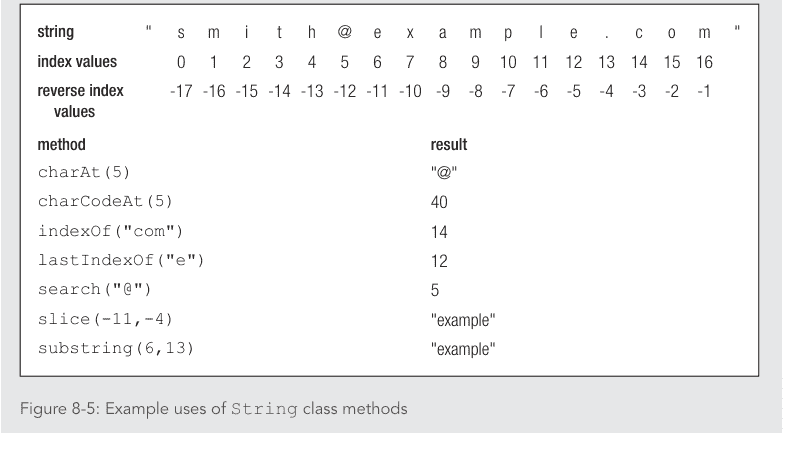 string " s m i t h @ e x a m p l e . c o m "
index values 0 1 2 3 4 5 6 7 8 9 10 11 12 13 14 15 16
reverse index -17 -16 -15 -14 -13 -12 -11 -10 -9 -8 -7 -6 -5 -4 -3 -2 -1
values
method result
charAt(5) "@"
charCodeAt(5) 40
indexOf("com") 14
lastIndexOf("e") 12
search("@") 5
slice(-11,-4) "example"
substring(6,13) "example"
Figure 8-5: Example uses of String class methods